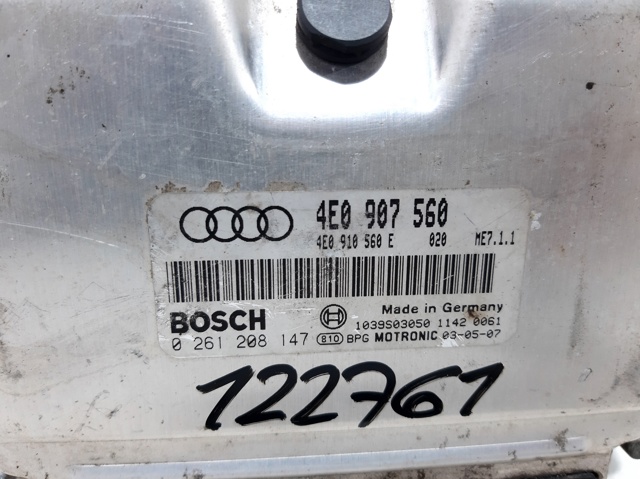 4E0 907 560
4E0 910 560 E 020 ME7.1.1
Made in Germany
BOSCH 1039S03050 1142 0061
0 261 208 147 810 BPG MOTRONIC 03-05-07
122761